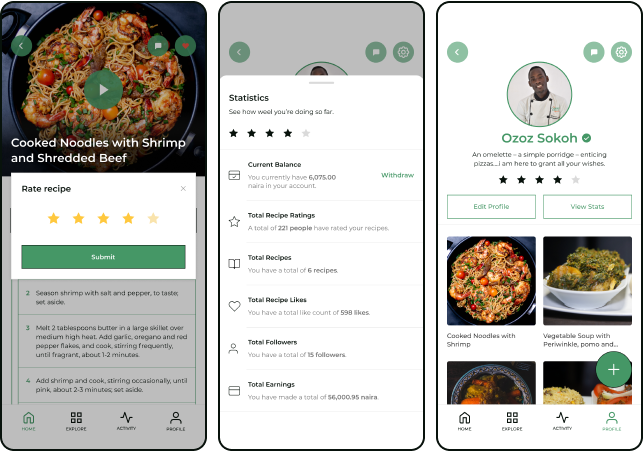 Cooked Noodles with Shrimp
and Shredded Beef
Rate recipe
Submit
2 Season shrimp with salt and pepper, to taste;
set aside.
3 Melt 2 tablespoons butter in a large skillet over
medium high heat. Add garlic, oregano and red
pepper flakes, and cook, stirring frequently,
until fragrant, about 1-2 minutes.
4 Add shrimp and cook, stirring occasionally, until
pink, about 2-3 minutes; set aside.
HOME
EXPLORE
ACTIVITY
PROFILE
Statistics
See how weel you're doing so far.
Current Balance
You currently have 6,075.00
naira in your account.
Withdraw
Total Recipe Ratings
A total of 221 people have rated your recipes.
Total Recipes
You have a total of 6 recipes.
Total Recipe Likes
You have a total like count of 598 likes.
Total Followers
You have a total of 15 followers.
Total Earnings
You have made a total of 56,000.95 naira.
Ozoz Sokoh
An omelette – a simple porridge – enticing
pizzas...i am here to grant all your wishes.
Edit Profile
View Stats
Cooked Noodles with
Shrimp
Vegetable Soup with
Periwinkle, pomo and...
HOME
EXPLORE
ACTIVITY
PROFILE